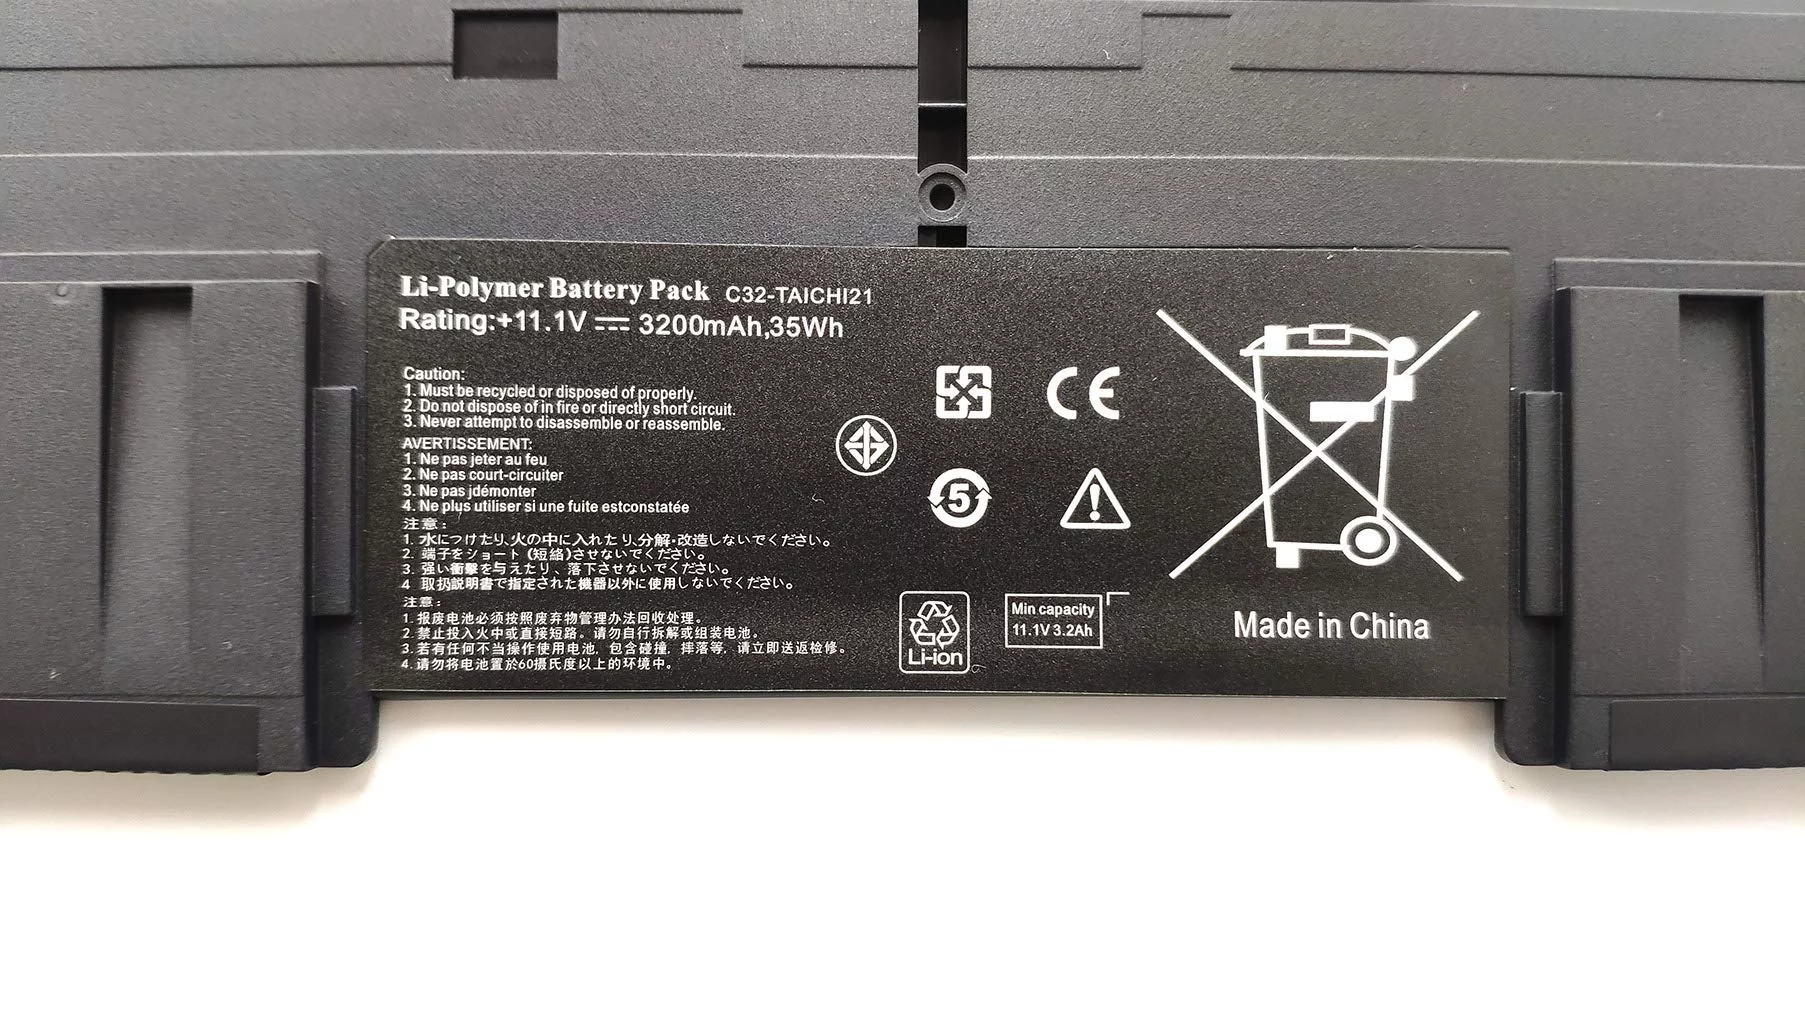 Li-Polymer Battery Pack C32-TAICHI21
Rating:+11.1V 3200mAh,35Wh
Caution:
1. Must be recycled or disposed of properly.
2. Do not dispose of in fire or directly short circuit.
3. Never attempt to disassemble or reassemble.
AVERTISSEMENT:
1. Ne pas jeter au feu
2. Ne pas court-circuiter
3. Ne pas jdémonter
4. Ne plus utiliser si une fuite estconstatée
注意：
1. 水につけたり、火の中に入れたり、分解・改造しないでください。
2. 端子をショート (短絡)させないでください。
3. 强い衝撃を与えたり、落下させないでください。
4 取扱説明書で指定された機器以外に使用しないでください。
注意：
1. 报废电池必须按照废弃物管理办法回收处理。
2. 禁止投入火中或直接短路。请勿自行拆解或组装电池。
3. 若有任何不当操作使用电池，包含碰撞，摔落等，请立即送返检修。
4. 请勿将电池置於60摄氏度以上的环境中。
CE
5
Li-ion
Min capacity
11.1V 3.2Ah
Made in China